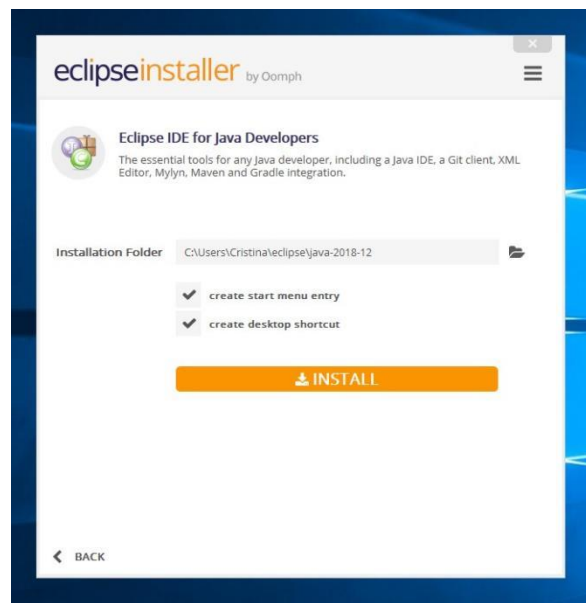 eclipseinstaller by Oomph
Eclipse IDE for Java Developers
The essential tools for any Java developer, including a Java IDE, a Git client, XML
Editor, Mylyn, Maven and Gradle integration.
Installation Folder C:\Users\Cristina\eclipse\java-2018-12
create start menu entry
create desktop shortcut
INSTALL
BACK